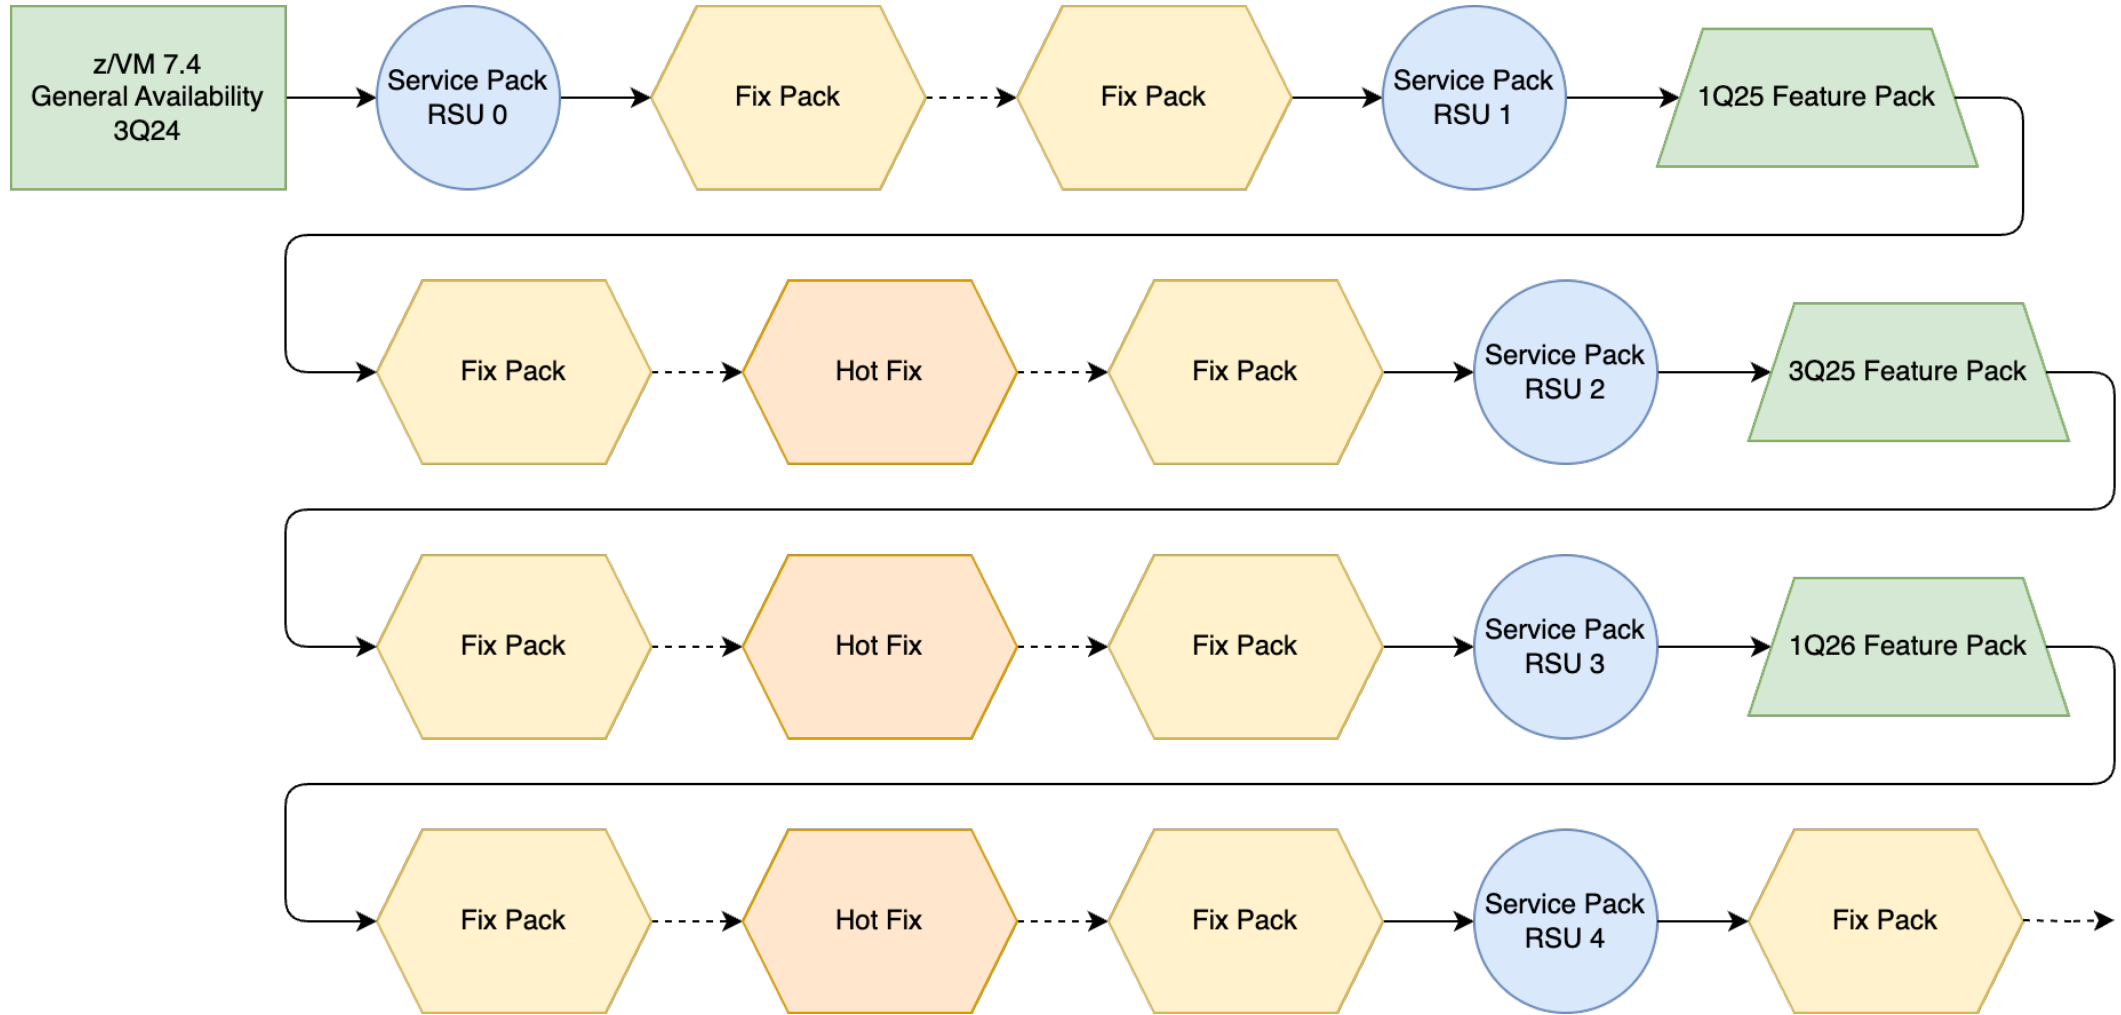 z/VM 7.4
General Availability
3Q24
Service Pack
RSU 0
Fix Pack
Fix Pack
Service Pack
RSU 1
1Q25 Feature Pack
Fix Pack
Hot Fix
Fix Pack
Service Pack
RSU 2
3Q25 Feature Pack
Fix Pack
Hot Fix
Fix Pack
Service Pack
RSU 3
1Q26 Feature Pack
Fix Pack
Hot Fix
Fix Pack
Service Pack
RSU 4
Fix Pack